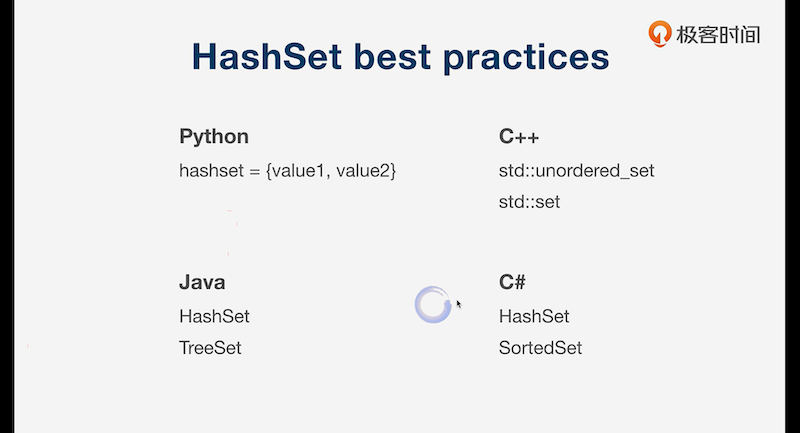 极客时间
HashSet best practices
Python
hashset = {value1, value2}
C++
std::unordered_set
std::set
Java
HashSet
TreeSet
C#
HashSet
SortedSet